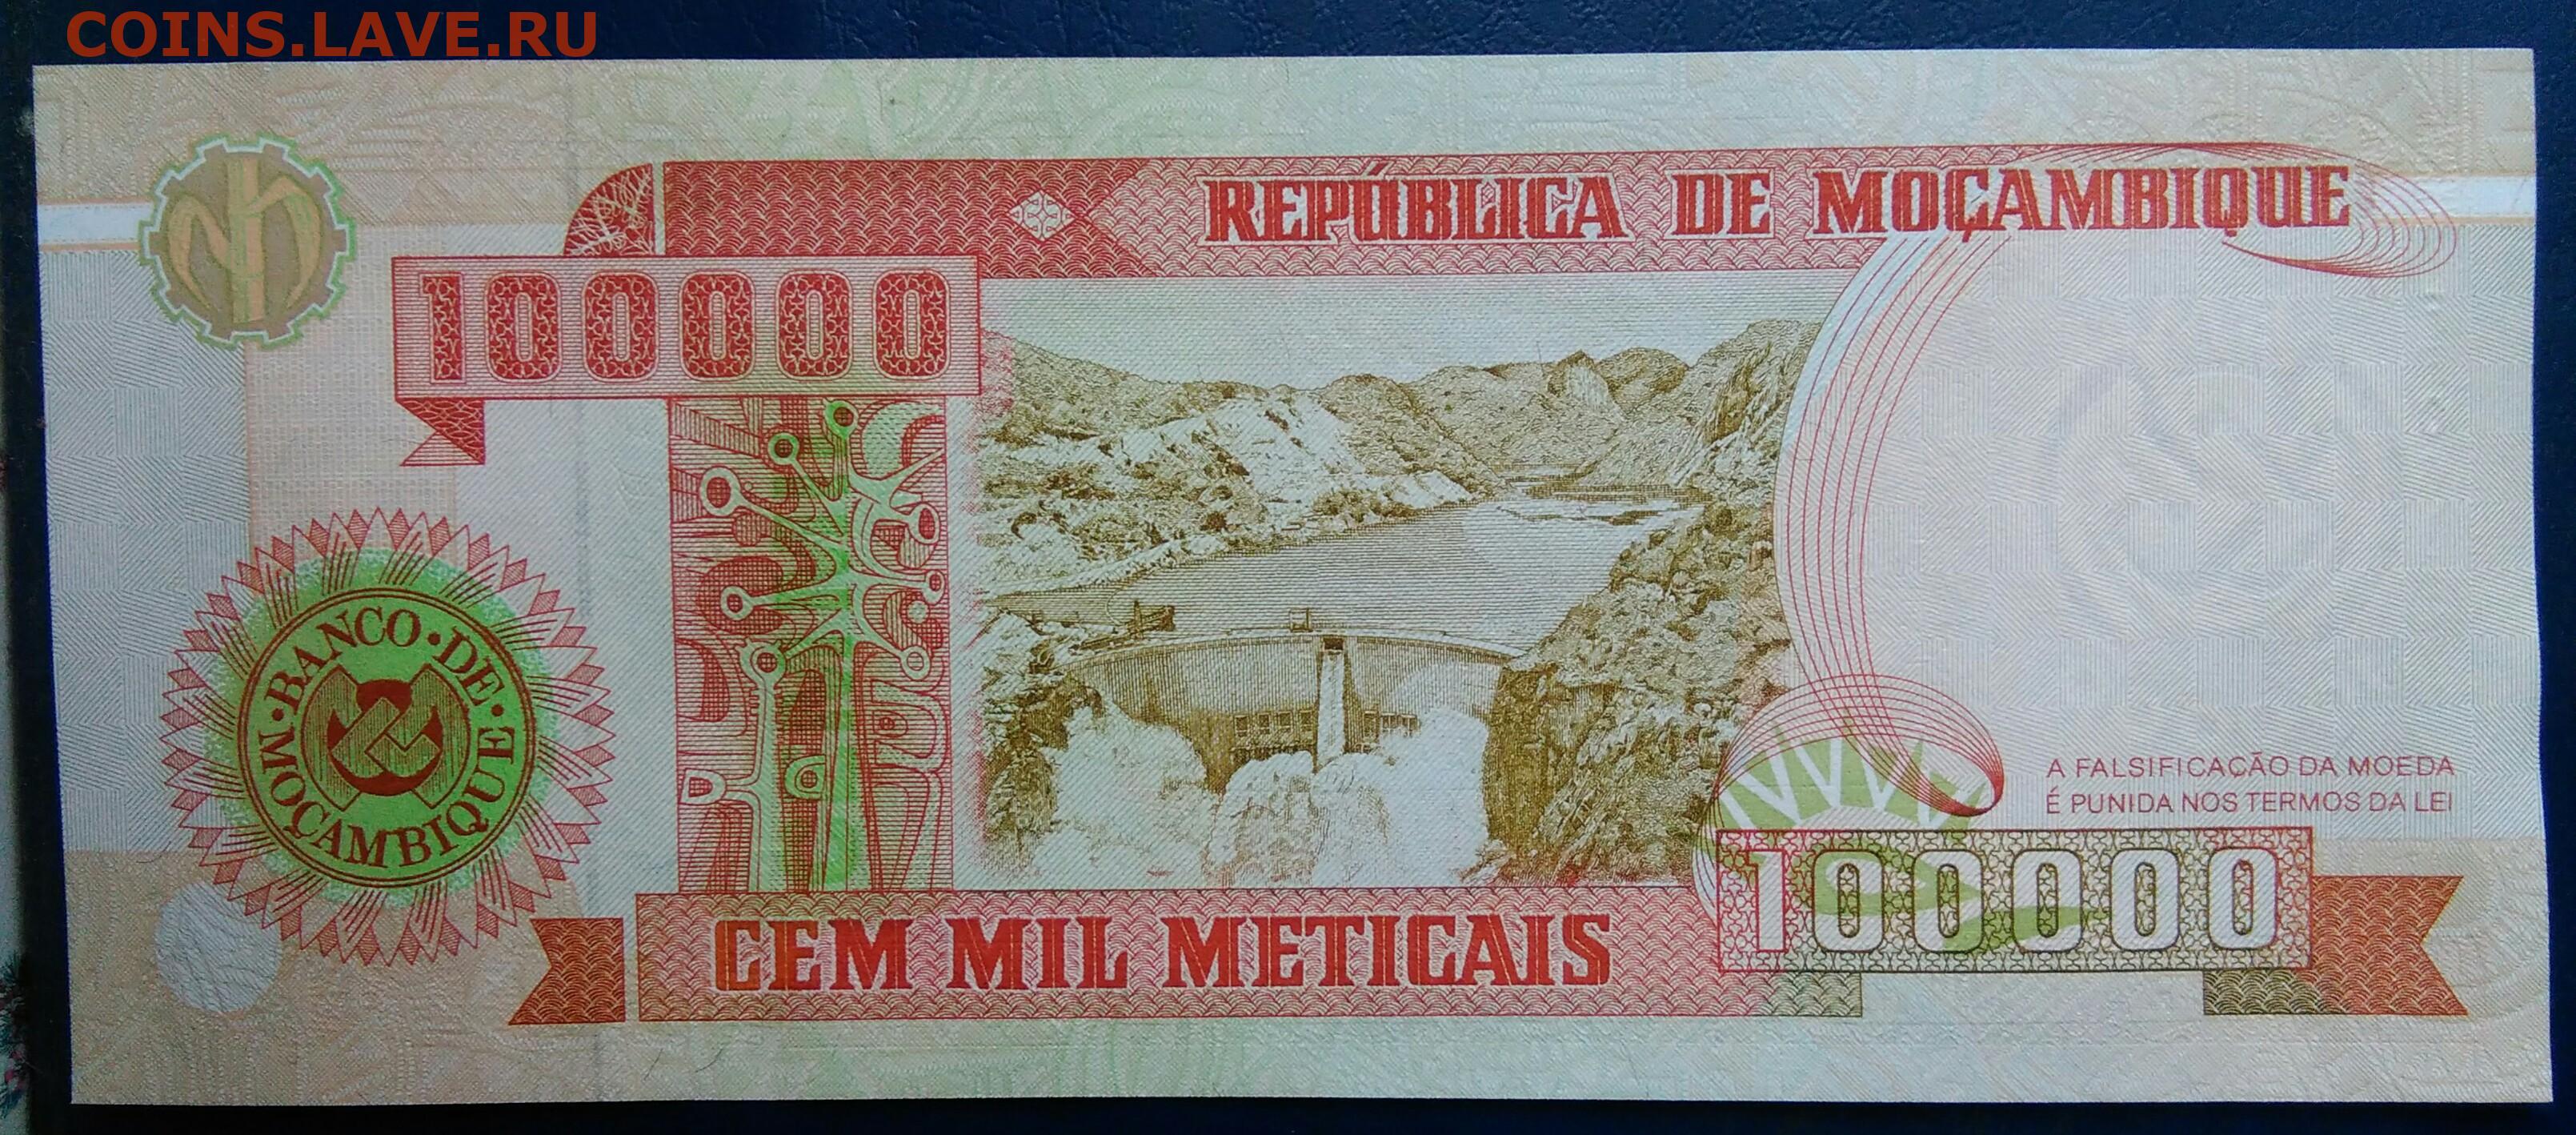 COINS.LAVE.RU
REPÚBLICA DE MOÇAMBIQUE
100000
BANCO · DE · MOÇAMBIQUE ·
A FALSIFICAÇÃO DA MOEDA
É PUNIDA NOS TERMOS DA LEI
100000
CEM MIL METICAIS